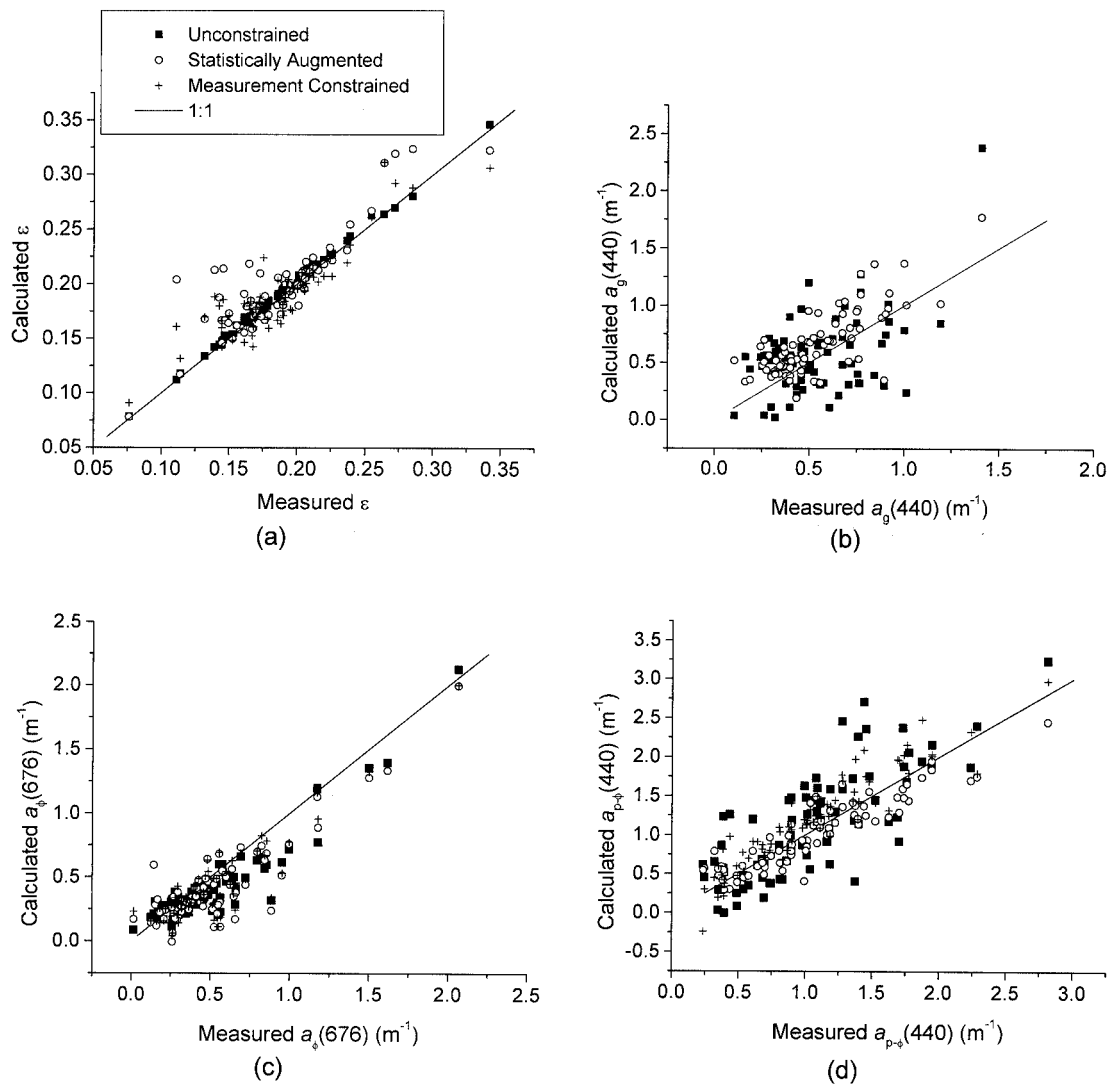 Unconstrained
Statistically Augmented
Measurement Constrained
1:1
0.35
0.30
0.25
0.20
0.15
0.10
0.05
Calculated ε
0.05 0.10 0.15 0.20 0.25 0.30 0.35
Measured ε
(a)
2.5
2.0
1.5
1.0
0.5
0.0
Calculated a_g(440) (m⁻¹)
0.0 0.5 1.0 1.5 2.0
Measured a_g(440) (m⁻¹)
(b)
2.5
2.0
1.5
1.0
0.5
0.0
Calculated a_ϕ(676) (m⁻¹)
0.0 0.5 1.0 1.5 2.0 2.5
Measured a_ϕ(676) (m⁻¹)
(c)
3.5
3.0
2.5
2.0
1.5
1.0
0.5
0.0
-0.5
Calculated a_p-ϕ(440) (m⁻¹)
0.0 0.5 1.0 1.5 2.0 2.5 3.0
Measured a_p-ϕ(440) (m⁻¹)
(d)